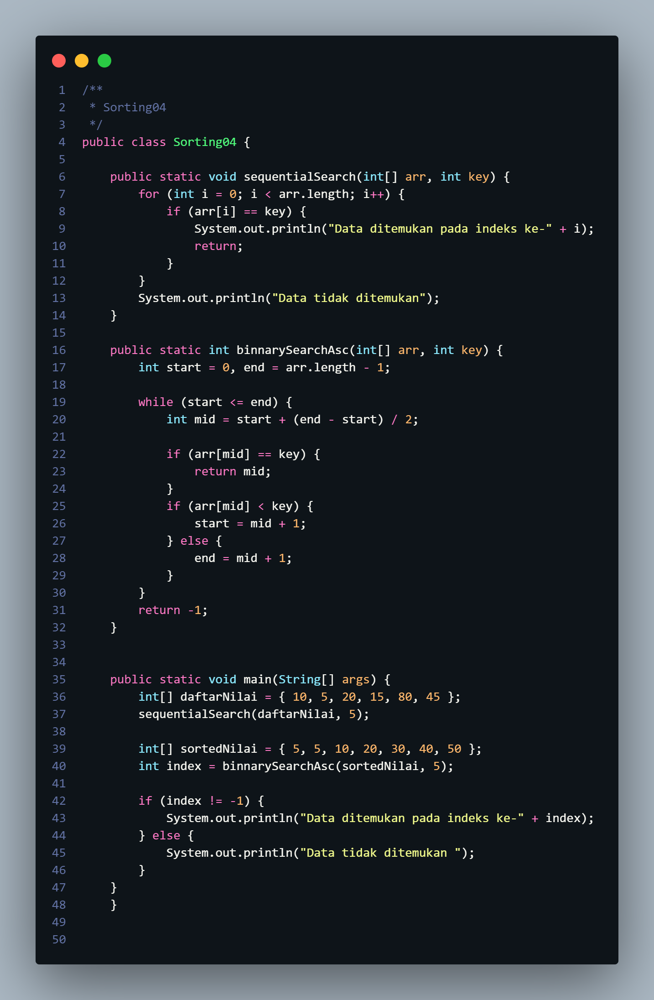 1 /**
2  * Sorting04
3  */
4 public class Sorting04 {
5
6     public static void sequentialSearch(int[] arr, int key) {
7         for (int i = 0; i < arr.length; i++) {
8             if (arr[i] == key) {
9                 System.out.println("Data ditemukan pada indeks ke-" + i);
10                 return;
11             }
12         }
13         System.out.println("Data tidak ditemukan");
14     }
15
16     public static int binnarySearchAsc(int[] arr, int key) {
17         int start = 0, end = arr.length - 1;
18
19         while (start <= end) {
20             int mid = start + (end - start) / 2;
21
22             if (arr[mid] == key) {
23                 return mid;
24             }
25             if (arr[mid] < key) {
26                 start = mid + 1;
27             } else {
28                 end = mid + 1;
29             }
30         }
31         return -1;
32     }
33
34
35     public static void main(String[] args) {
36         int[] daftarNilai = { 10, 5, 20, 15, 80, 45 };
37         sequentialSearch(daftarNilai, 5);
38
39         int[] sortedNilai = { 5, 5, 10, 20, 30, 40, 50 };
40         int index = binnarySearchAsc(sortedNilai, 5);
41
42         if (index != -1) {
43             System.out.println("Data ditemukan pada indeks ke-" + index);
44         } else {
45             System.out.println("Data tidak ditemukan ");
46         }
47     }
48     }
49
50